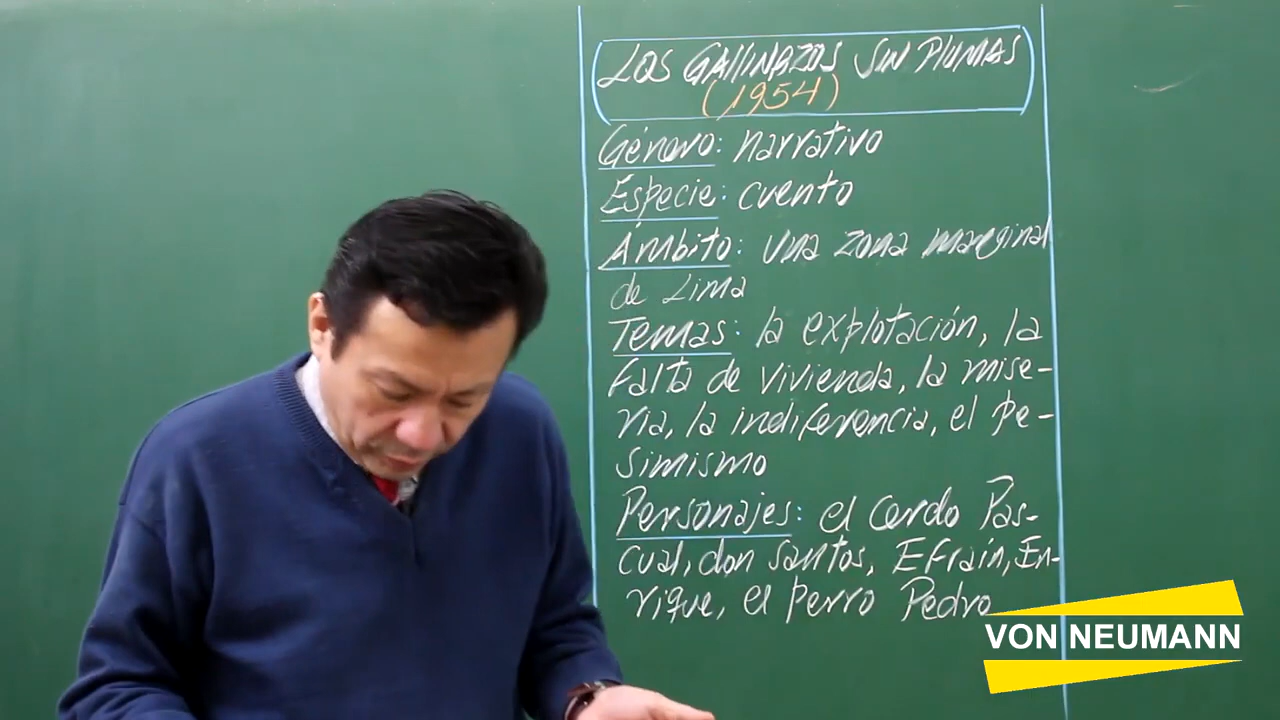 LOS GALLINAZOS SIN PLUMAS
(1954)
Género: narrativo
Especie: cuento
Ámbito: una zona marginal
de Lima
Temas: la explotación, la
falta de vivienda, la mise-
ria, la indiferencia, el pe-
simismo
Personajes: el cerdo Pas-
cual, don Santos, Efraín, En-
rique, el perro Pedro
VON NEUMANN